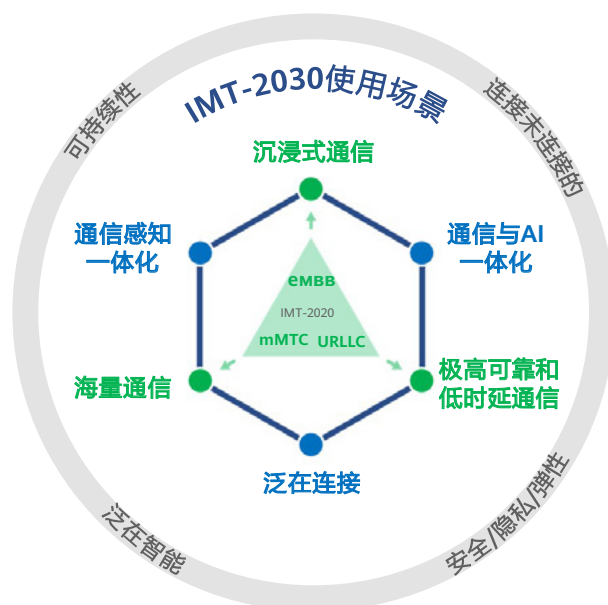 IMT-2030使用场景
可持续性
连接未连接的
沉浸式通信
通信感知
一体化
通信与AI
一体化
eMBB
IMT-2020
mMTC URLLC
海量通信
极高可靠和
低时延通信
泛在连接
泛在智能
安全/隐私/弹性